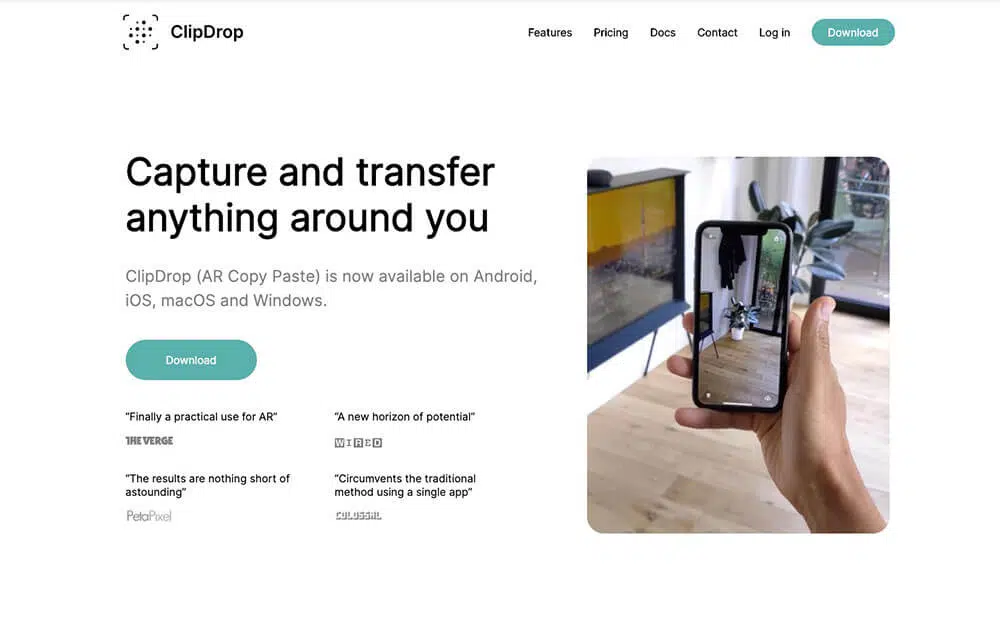 ClipDrop
Features
Pricing
Docs
Contact
Log in
Download
Capture and transfer
anything around you
ClipDrop (AR Copy Paste) is now available on Android,
iOS, macOS and Windows.
Download
“Finally a practical use for AR”
THE VERGE
“A new horizon of potential”
WIRED
“The results are nothing short of
astounding”
PetaPixel
“Circumvents the traditional
method using a single app”
COLOSSAL